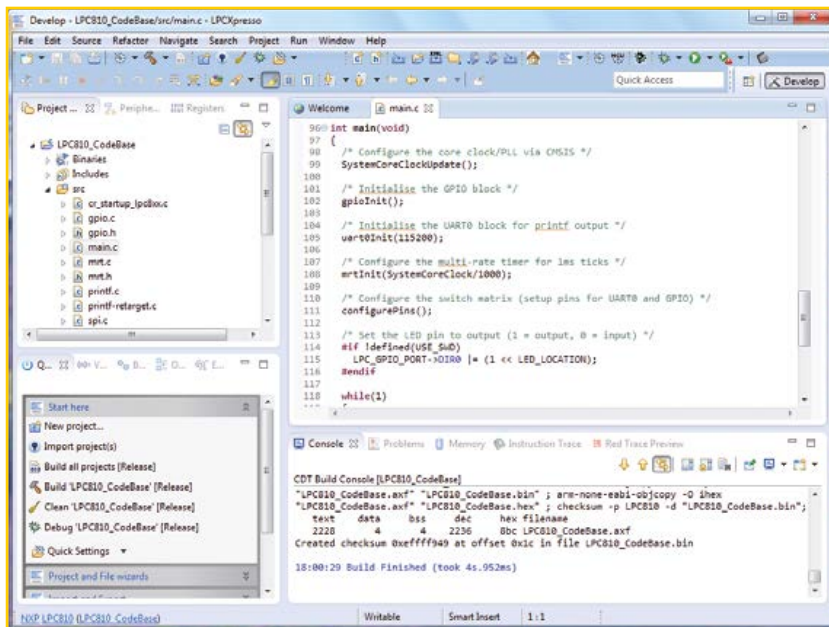 Develop - LPC810_CodeBase/src/main.c - LPCXpresso
File Edit Source Refactor Navigate Search Project Run Window Help
Quick Access
Develop
Project ...
Periphe...
Register:
LPC810_CodeBase
Binaries
Includes
src
cr_startup_lpc8xx.c
gpio.c
gpio.h
main.c
mrt.c
mrt.h
printf.c
printf-retarget.c
spi.c
Welcome
main.c
96 int main(void)
97 {
98 /* Configure the core clock/PLL via CMSIS */
99 SystemCoreClockUpdate();
100
101 /* Initialise the GPIO block */
102 gpioInit();
103
104 /* Initialise the UART0 block for printf output */
105 uart0Init(115200);
106
107 /* Configure the multi-rate timer for 1ms ticks */
108 mrtInit(SystemCoreClock/1000);
109
110 /* Configure the switch matrix (setup pins for UART0 and GPIO) */
111 configurePins();
112
113 /* Set the LED pin to output (1 = output, 0 = input) */
114 #if !defined(USE_SWD)
115 LPC_GPIO_PORT->DIR0 |= (1 << LED_LOCATION);
116 #endif
117
118 while(1)
Q...
V...
B...
O...
E...
Start here
New project...
Import project(s)
Build all projects [Release]
Build 'LPC810_CodeBase' [Release]
Clean 'LPC810_CodeBase' [Release]
Debug 'LPC810_CodeBase' [Release]
Quick Settings
Project and File wizards
Console
Problems
Memory
Instruction Trace
Red Trace Preview
CDT Build Console [LPC810_CodeBase]
"LPC810_CodeBase.axf" "LPC810_CodeBase.bin" ; arm-none-eabi-objcopy -O ihex
"LPC810_CodeBase.axf" "LPC810_CodeBase.hex" ; checksum -p LPC810 -d "LPC810_CodeBase.bin";
text data bss dec hex filename
2228 4 4 2236 8bc LPC810_CodeBase.axf
Created checksum 0xeffff949 at offset 0x1c in file LPC810_CodeBase.bin
18:00:29 Build Finished (took 4s.952ms)
NXP LPC810 (LPC810_CodeBase)
Writable
Smart Insert
1 : 1